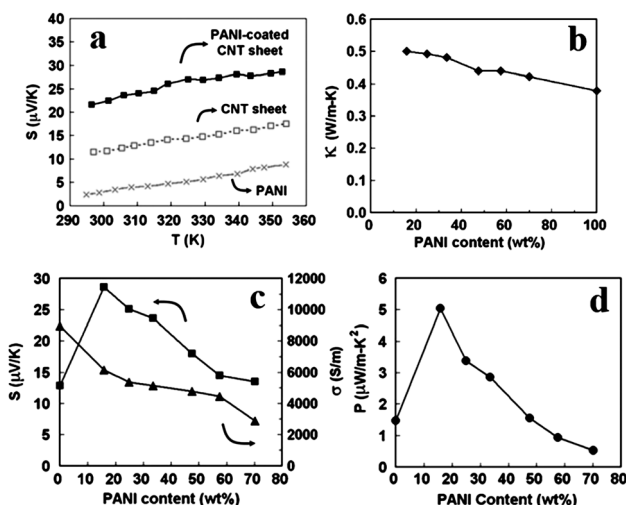 a
PANI-coated
CNT sheet
CNT sheet
PANI
S (μV/K)
40
35
30
25
20
15
10
5
0
290 300 310 320 330 340 350 360
T (K)
b
κ (W/m-K)
0.6
0.5
0.4
0.3
0.2
0.1
0.0
0 20 40 60 80 100
PANI content (wt%)
c
S (μV/K)
30
25
20
15
10
5
0
12000
10000
8000
6000
4000
2000
0
σ (S/m)
0 10 20 30 40 50 60 70 80
PANI content (wt%)
d
P (μW/m-K²)
6
5
4
3
2
1
0
0 10 20 30 40 50 60 70 80
PANI Content (wt%)